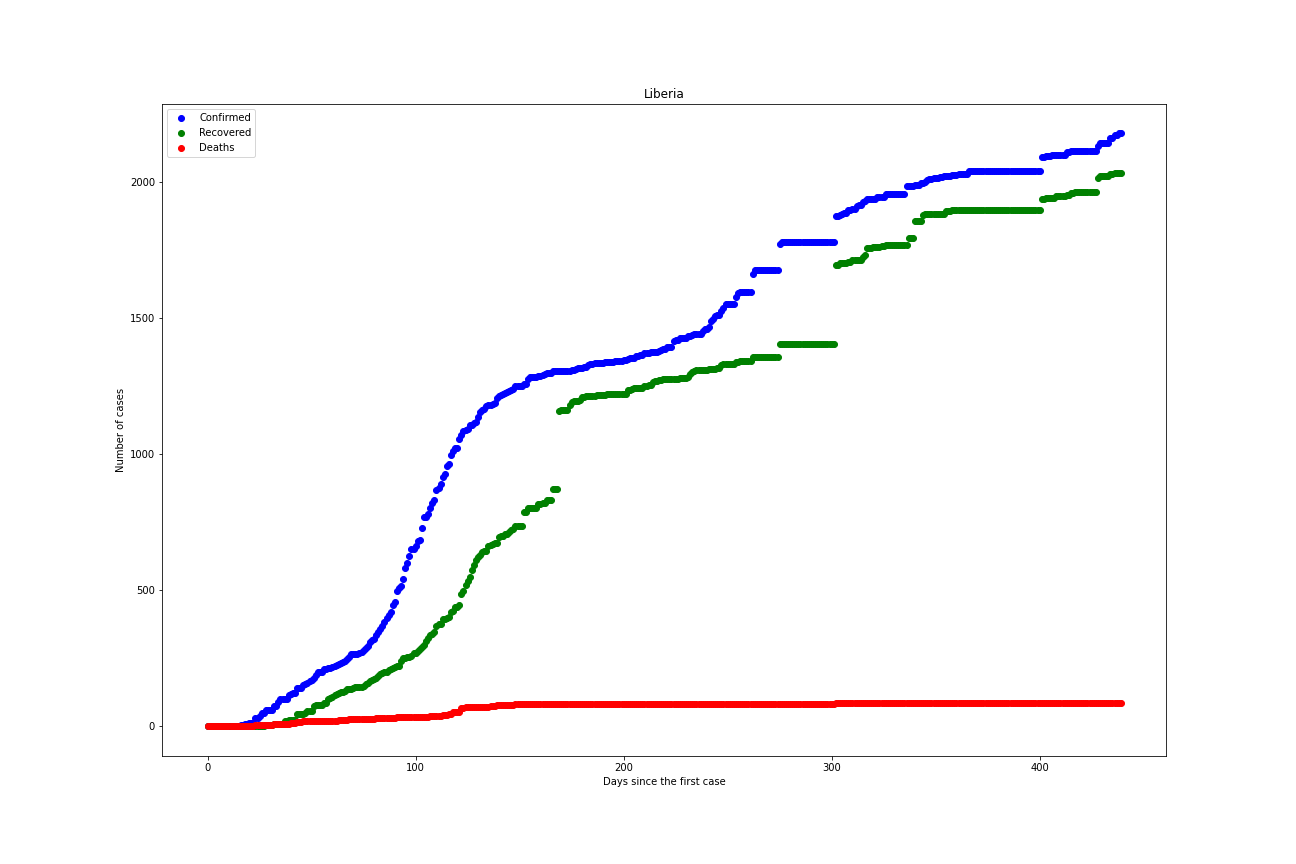 Liberia
Confirmed
Recovered
Deaths
2000
1500
1000
500
0
Number of cases
0 100 200 300 400
Days since the first case